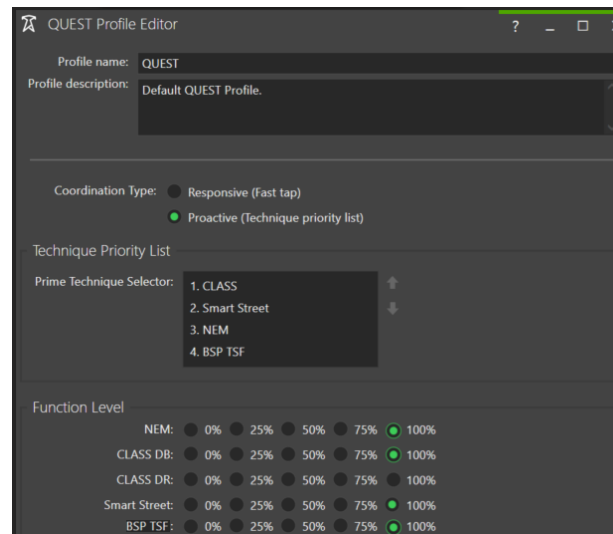 QUEST Profile Editor ?
Profile name: QUEST
Profile description: Default QUEST Profile.
Coordination Type: Responsive (Fast tap)
Proactive (Technique priority list)
Technique Priority List
Prime Technique Selector: 1. CLASS
2. Smart Street
3. NEM
4. BSP TSF
Function Level
NEM: 0% 25% 50% 75% 100%
CLASS DB: 0% 25% 50% 75% 100%
CLASS DR: 0% 25% 50% 75% 100%
Smart Street: 0% 25% 50% 75% 100%
BSP TSF: 0% 25% 50% 75% 100%